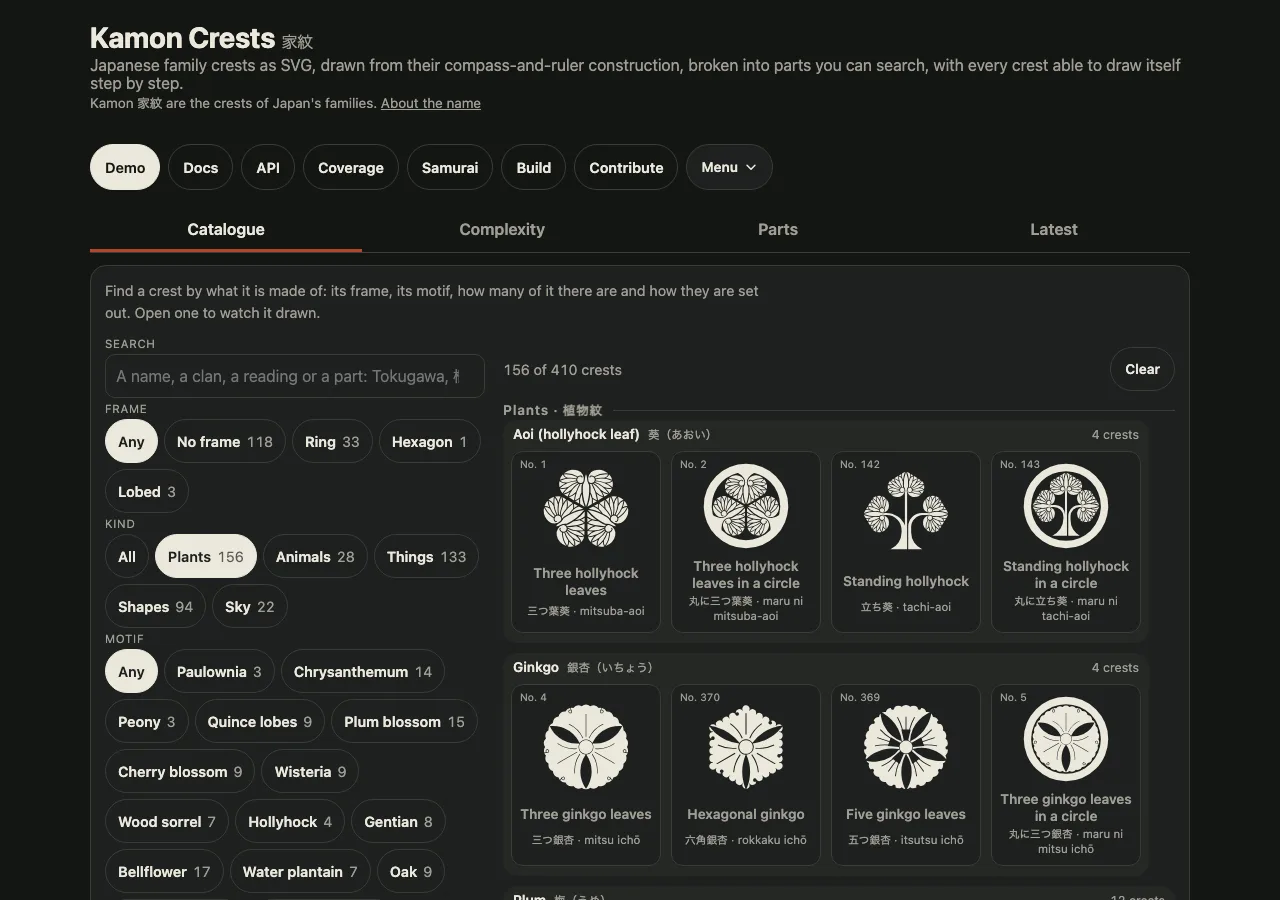 Kamon Crests 家紋
Japanese family crests as SVG, drawn from their compass-and-ruler construction, broken into parts you can search, with every crest able to draw itself
step by step.
Kamon 家紋 are the crests of Japan's families. About the name
Demo
Docs
API
Coverage
Samurai
Build
Contribute
Menu
Catalogue
Complexity
Parts
Latest
Find a crest by what it is made of: its frame, its motif, how many of it there are and how they are set
out. Open one to watch it drawn.
SEARCH
A name, a clan, a reading or a part: Tokugawa,
156 of 410 crests
Clear
FRAME
Any
No frame 118
Ring 33
Hexagon 1
Lobed 3
KIND
All
Plants 156
Animals 28
Things 133
Shapes 94
Sky 22
MOTIF
Any
Paulownia 3
Chrysanthemum 14
Peony 3
Quince lobes 9
Plum blossom 15
Cherry blossom 9
Wisteria 9
Wood sorrel 7
Hollyhock 4
Gentian 8
Bellflower 17
Water plantain 7
Oak 9
Plants · 植物紋
Aoi (hollyhock leaf) 葵（あおい）
4 crests
No. 1
Three hollyhock
leaves
三つ葉葵 · mitsuba-aoi
No. 2
Three hollyhock
leaves in a circle
丸に三つ葉葵 · maru ni
mitsuba-aoi
No. 142
Standing hollyhock
立ち葵 · tachi-aoi
No. 143
Standing hollyhock
in a circle
丸に立ち葵 · maru ni
tachi-aoi
Ginkgo 銀杏（いちょう）
4 crests
No. 4
Three ginkgo leaves
三つ銀杏 · mitsu ichō
No. 370
Hexagonal ginkgo
六角銀杏 · rokkaku ichō
No. 369
Five ginkgo leaves
五つ銀杏 · itsutsu ichō
No. 5
Three ginkgo leaves
in a circle
丸に三つ銀杏 · maru ni
mitsu ichō
Plum 梅（うめ）